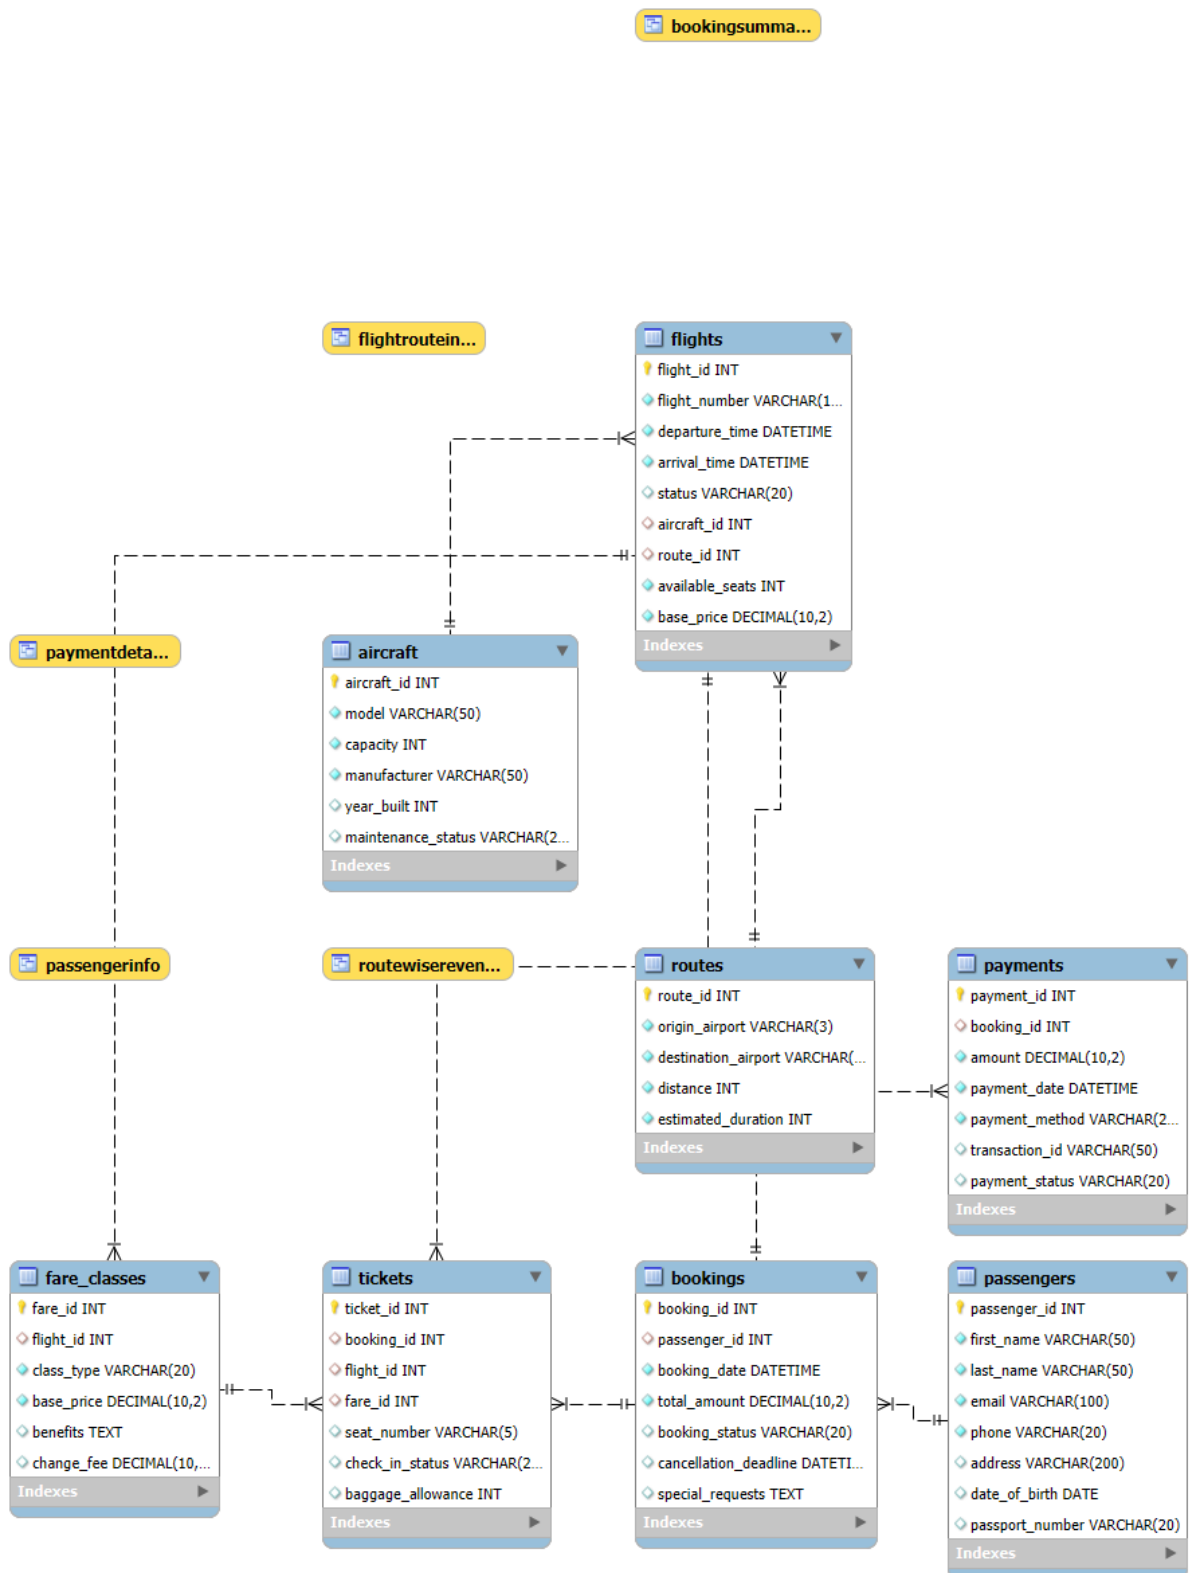 bookingsumma...
flightroutein...
flights
flight_id INT
flight_number VARCHAR(1...
departure_time DATETIME
arrival_time DATETIME
status VARCHAR(20)
aircraft_id INT
route_id INT
available_seats INT
base_price DECIMAL(10,2)
Indexes
paymentdeta...
aircraft
aircraft_id INT
model VARCHAR(50)
capacity INT
manufacturer VARCHAR(50)
year_built INT
maintenance_status VARCHAR(2...
Indexes
passengerinfo
routewisereven...
routes
route_id INT
origin_airport VARCHAR(3)
destination_airport VARCHAR(...
distance INT
estimated_duration INT
Indexes
payments
payment_id INT
booking_id INT
amount DECIMAL(10,2)
payment_date DATETIME
payment_method VARCHAR(2...
transaction_id VARCHAR(50)
payment_status VARCHAR(20)
Indexes
fare_classes
fare_id INT
flight_id INT
class_type VARCHAR(20)
base_price DECIMAL(10,2)
benefits TEXT
change_fee DECIMAL(10,...
Indexes
tickets
ticket_id INT
booking_id INT
flight_id INT
fare_id INT
seat_number VARCHAR(5)
check_in_status VARCHAR(2...
baggage_allowance INT
Indexes
bookings
booking_id INT
passenger_id INT
booking_date DATETIME
total_amount DECIMAL(10,2)
booking_status VARCHAR(20)
cancellation_deadline DATETI...
special_requests TEXT
Indexes
passengers
passenger_id INT
first_name VARCHAR(50)
last_name VARCHAR(50)
email VARCHAR(100)
phone VARCHAR(20)
address VARCHAR(200)
date_of_birth DATE
passport_number VARCHAR(20)
Indexes